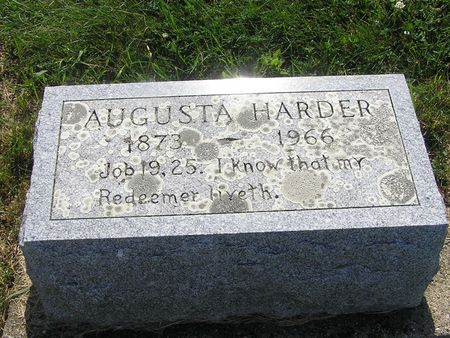 AUGUSTA HARDER
1873 - 1966
Job 19,25. I know that my
Redeemer liveth.